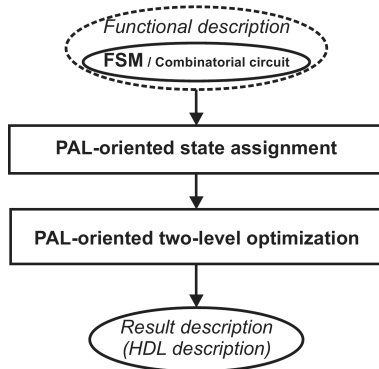 Functional description
FSM / Combinatorial circuit
PAL-oriented state assignment
PAL-oriented two-level optimization
Result description
(HDL description)